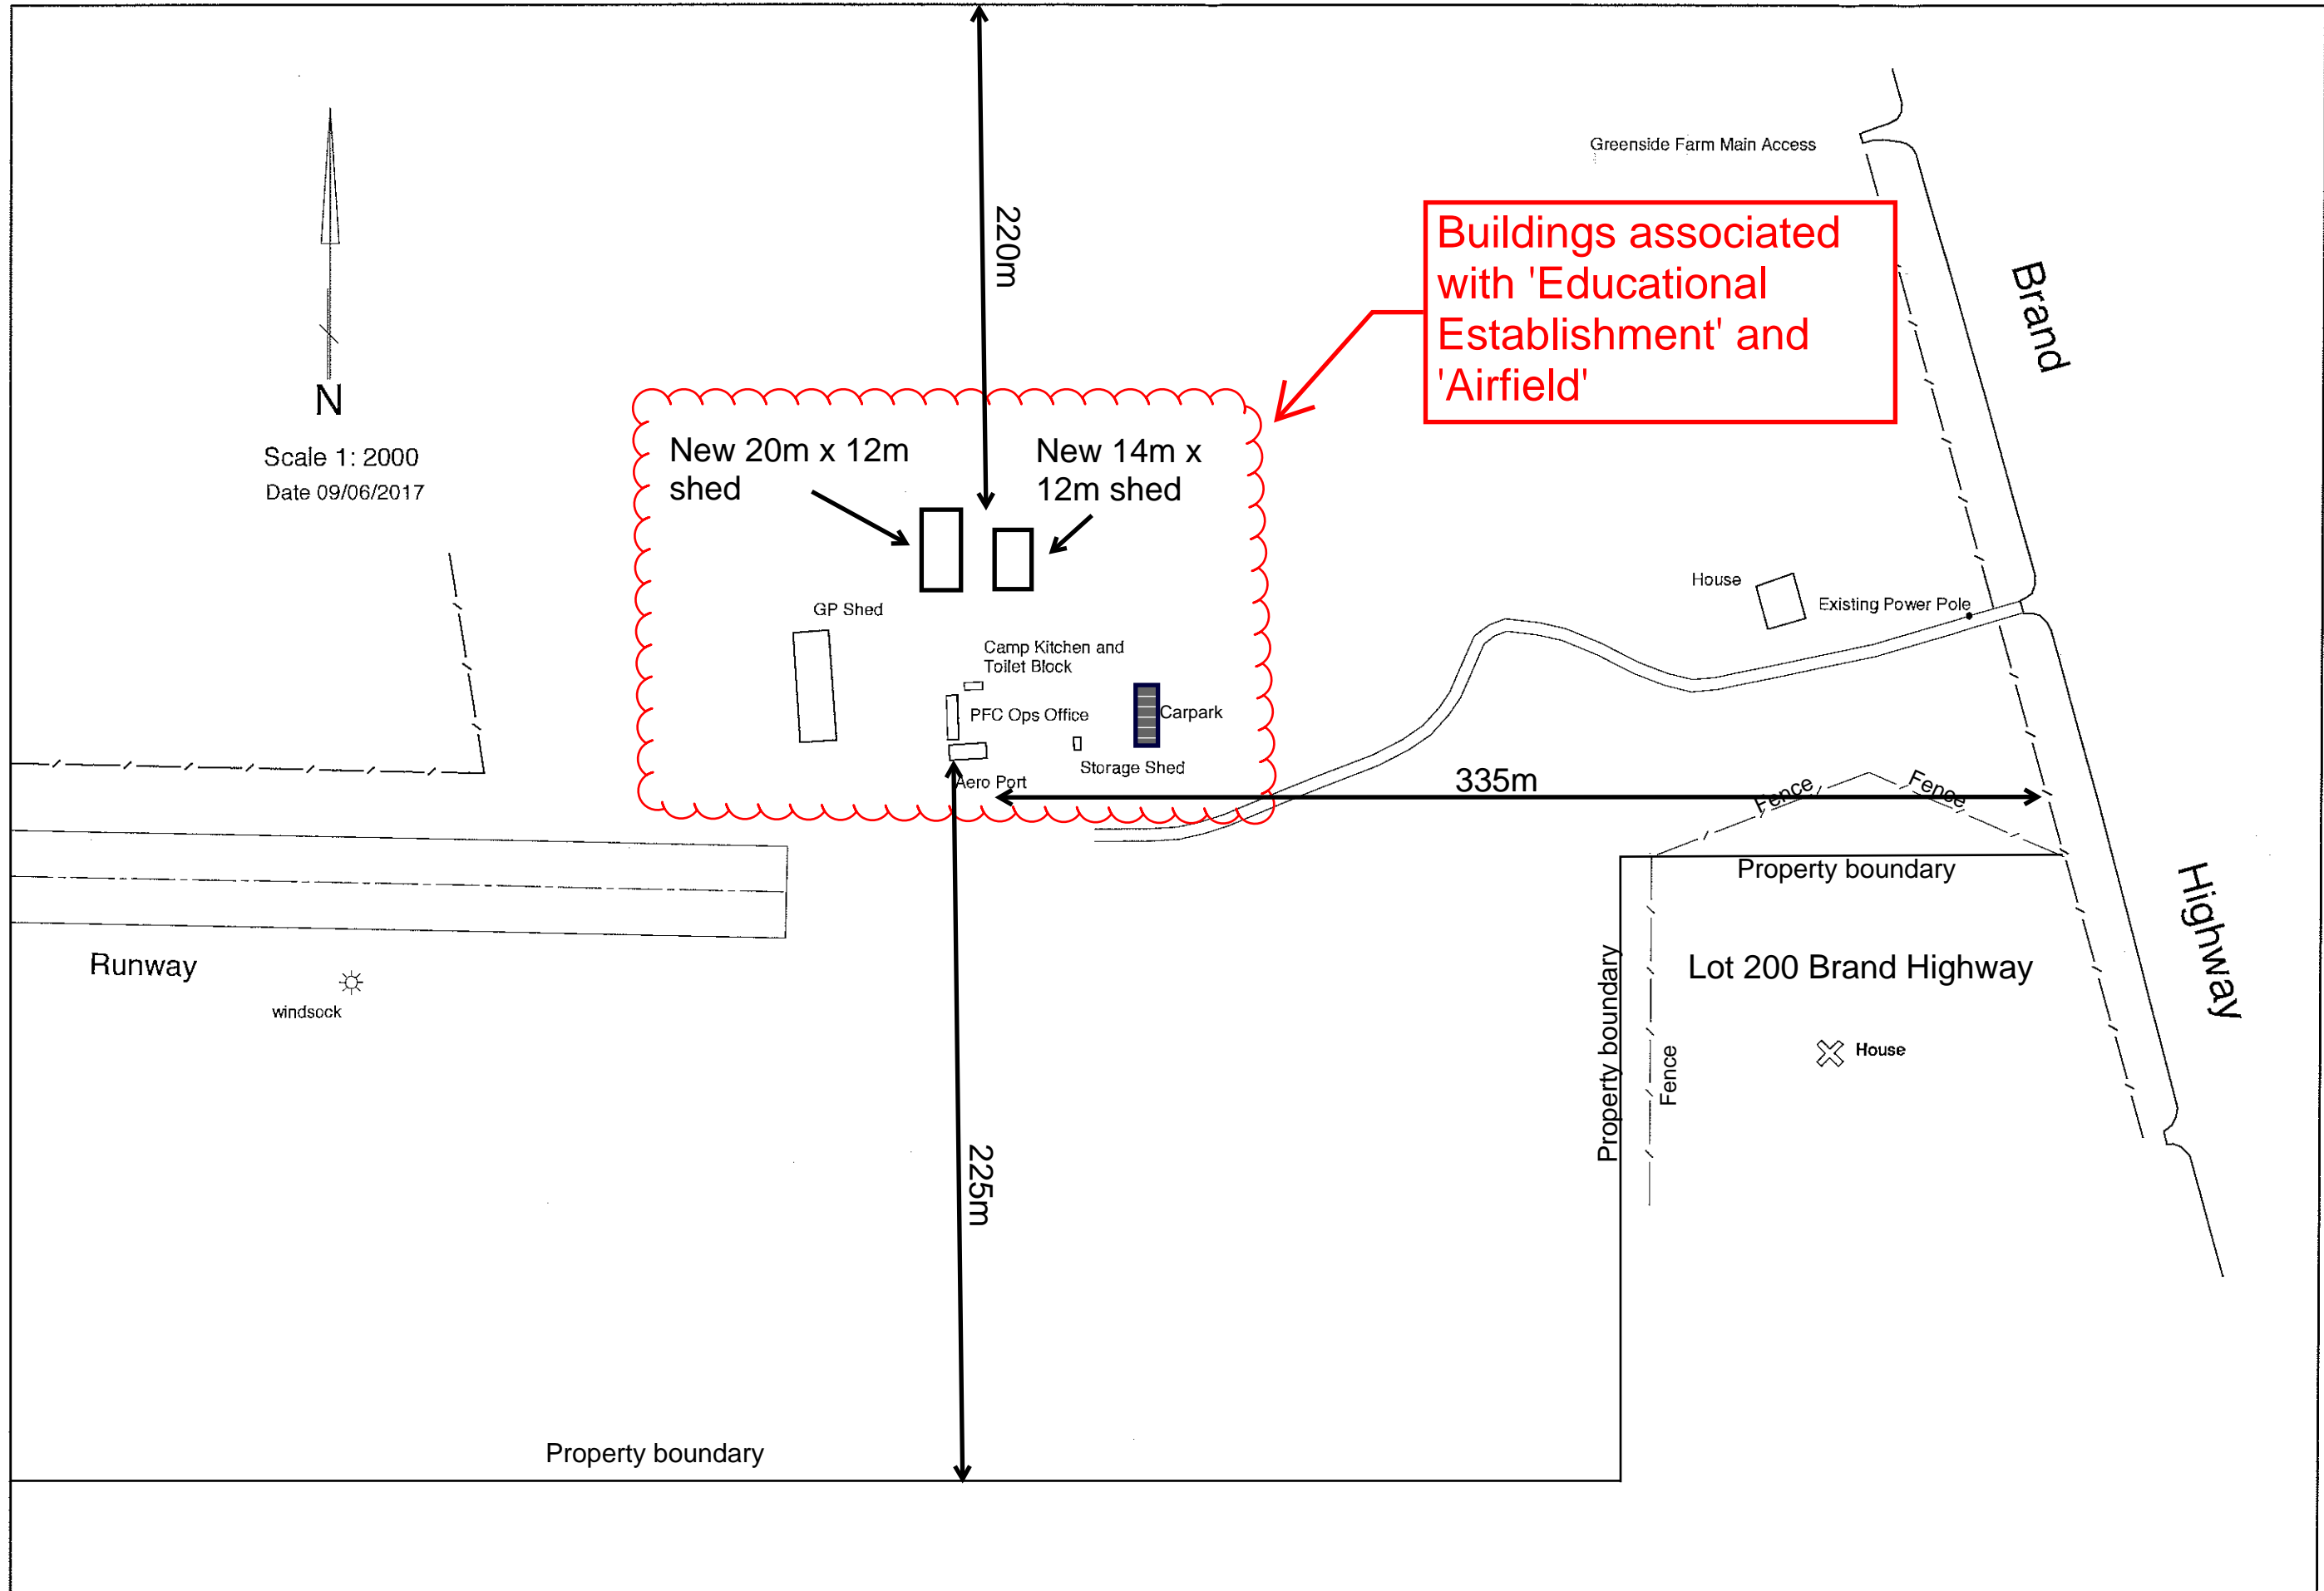 Greenside Farm Main Access
220m
Buildings associated
with 'Educational
Establishment' and
'Airfield'
Brand
N
Scale 1: 2000
Date 09/06/2017
New 20m x 12m
shed
New 14m x
12m shed
House
Existing Power Pole
GP Shed
Camp Kitchen and
Toilet Block
PFC Ops Office
Carpark
Storage Shed
Aero Port
335m
Fence
Fence
Property boundary
Highway
Runway
windsock
Property boundary
Fence
Lot 200 Brand Highway
House
225m
Property boundary